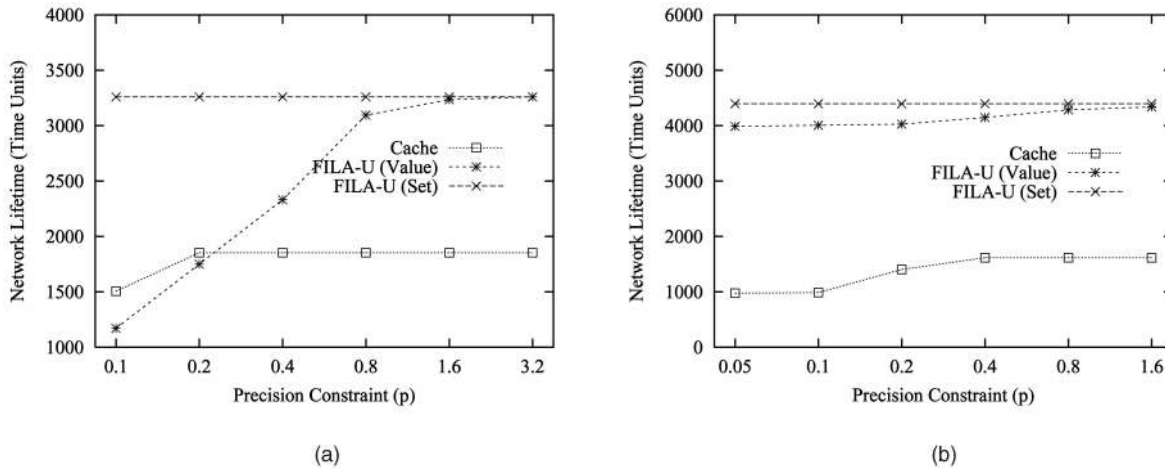 4000
3500
3000
2500
2000
1500
1000
Network Lifetime (Time Units)
Cache
FILA-U (Value)
FILA-U (Set)
0.1 0.2 0.4 0.8 1.6 3.2
Precision Constraint (p)
(a)
6000
5000
4000
3000
2000
1000
0
Network Lifetime (Time Units)
Cache
FILA-U (Value)
FILA-U (Set)
0.05 0.1 0.2 0.4 0.8 1.6
Precision Constraint (p)
(b)